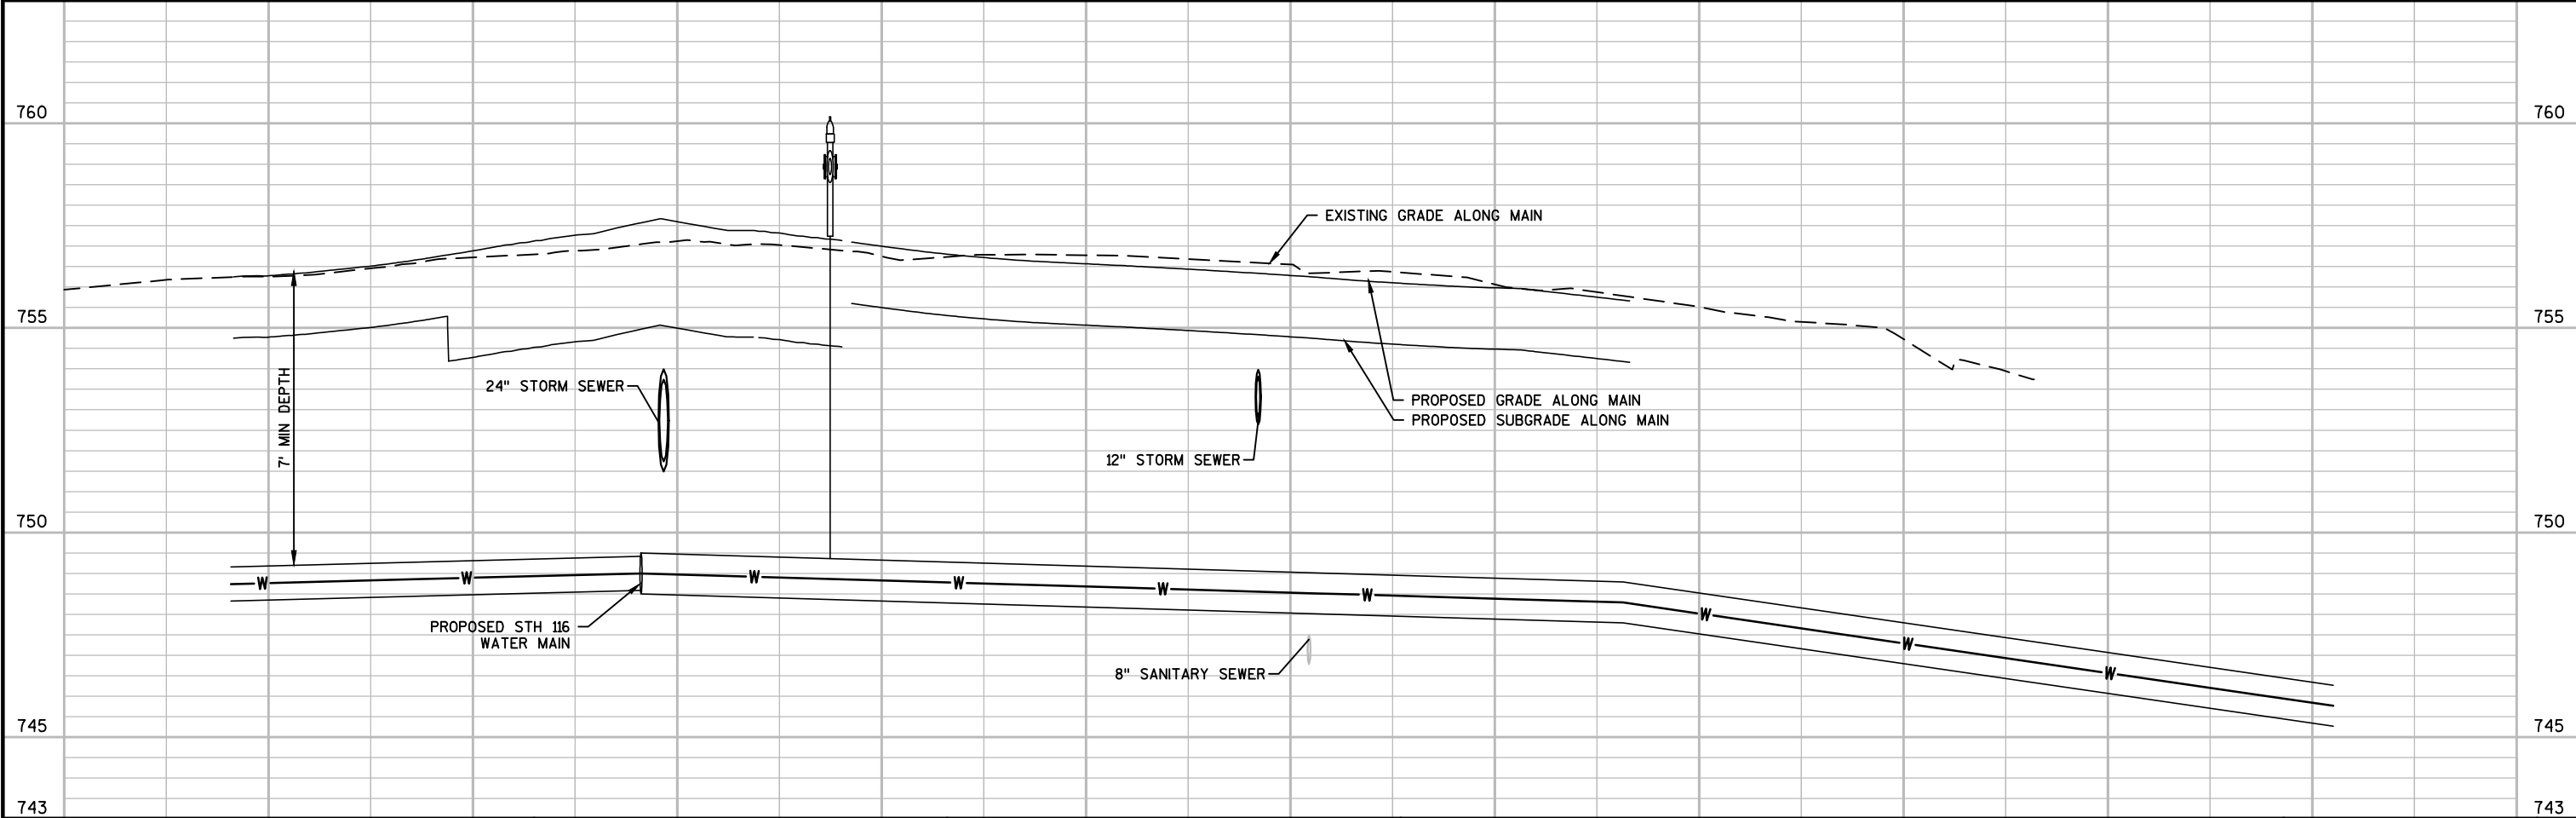 760 760
EXISTING GRADE ALONG MAIN
755 755
7' MIN DEPTH
24" STORM SEWER
PROPOSED GRADE ALONG MAIN
PROPOSED SUBGRADE ALONG MAIN
12" STORM SEWER
750 750
W W W W W W W W W
PROPOSED STH 116
WATER MAIN
8" SANITARY SEWER
745 745
743 743